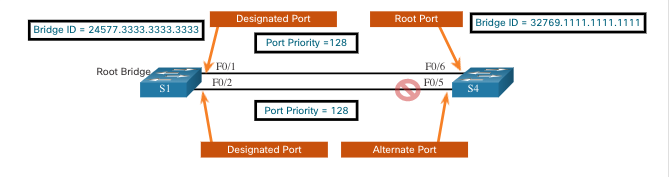 Designated Port
Root Port
Bridge ID = 24577.3333.3333.3333
Bridge ID = 32769.1111.1111.1111
Port Priority =128
Root Bridge
F0/1
F0/6
S1
F0/2
F0/5
S4
Port Priority = 128
Designated Port
Alternate Port